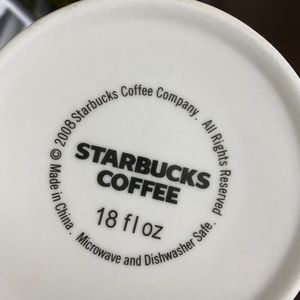 © 2008 Starbucks Coffee Company . All Rights Reserved . Microwave and Dishwasher Safe . Made in China .
STARBUCKS
COFFEE
18 fl oz